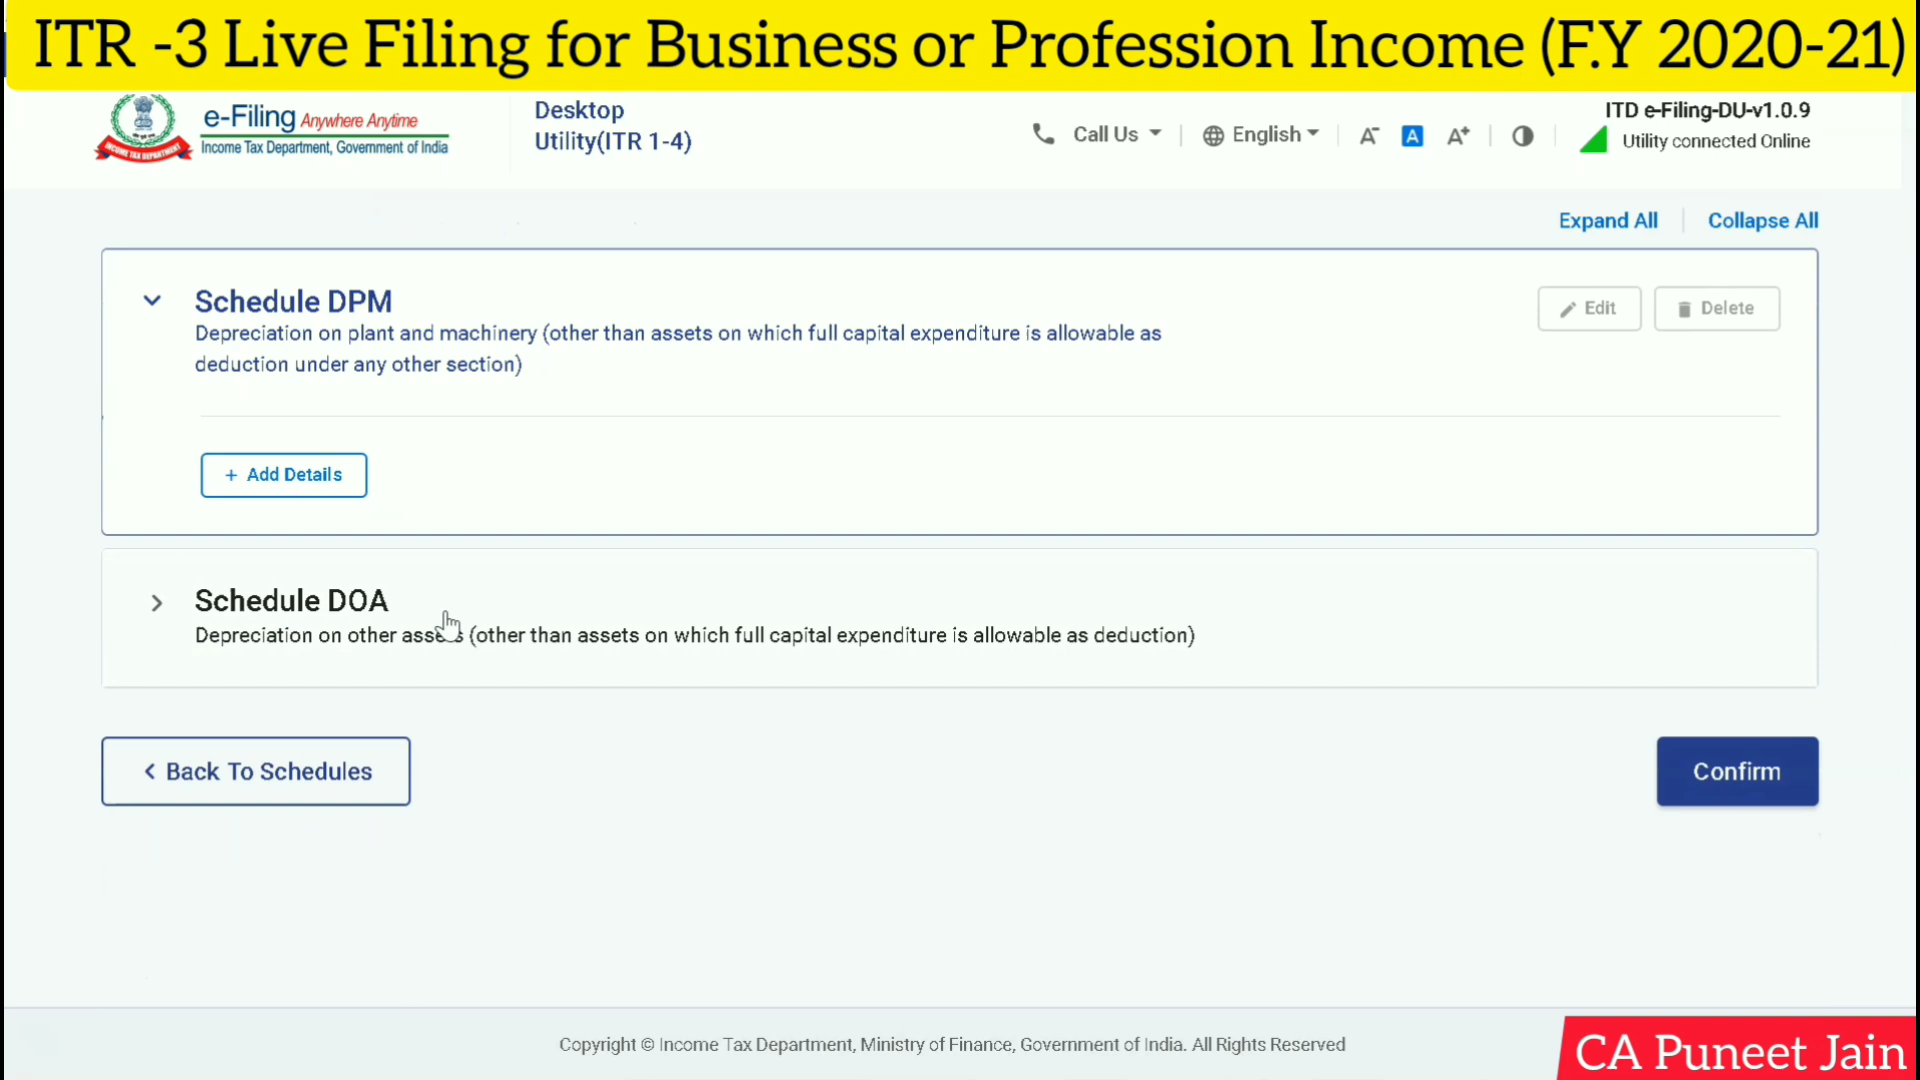 ITR -3 Live Filing for Business or Profession Income (F.Y 2020-21)
e-Filing Anywhere Anytime
Income Tax Department, Government of India
INCOME TAX DEPARTMENT
Desktop
Utility(ITR 1-4)
Call Us
English
A-
A
A+
ITD e-Filing-DU-v1.0.9
Utility connected Online
Expand All
Collapse All
Schedule DPM
Depreciation on plant and machinery (other than assets on which full capital expenditure is allowable as
deduction under any other section)
Edit
Delete
+ Add Details
Schedule DOA
Depreciation on other assets (other than assets on which full capital expenditure is allowable as deduction)
< Back To Schedules
Confirm
Copyright © Income Tax Department, Ministry of Finance, Government of India. All Rights Reserved
CA Puneet Jain